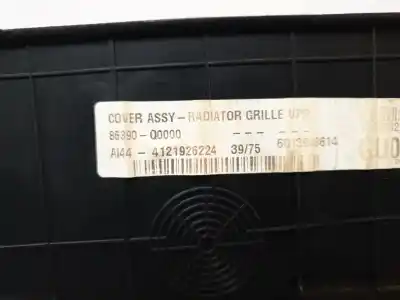 COVER ASSY-RADIATOR GRILLE UPR
86390-Q0000 --- ---
AI44 - 4121926224 39/75